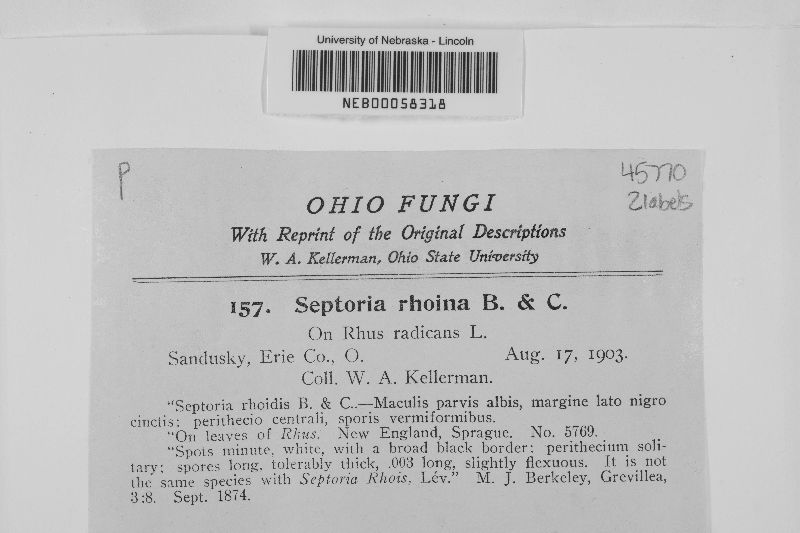 University of Nebraska - Lincoln
NEB00058318
P
45770
2labels
OHIO FUNGI
With Reprint of the Original Descriptions
W. A. Kellerman, Ohio State University
157. Septoria rhoina B. & C.
On Rhus radicans L.
Sandusky, Erie Co., O. Aug. 17, 1903.
Coll. W. A. Kellerman.
"Septoria rhoidis B. & C..—Maculis parvis albis, margine lato nigro
cinctis; perithecio centrali, sporis vermiformibus.
"On leaves of Rhus. New England, Sprague. No. 5769.
"Spots minute, white, with a broad black border; perithecium soli-
tary; spores long, tolerably thick, .003 long, slightly flexuous. It is not
the same species with Septoria Rhois, Lév." M. J. Berkeley, Grevillea,
3:8. Sept. 1874.